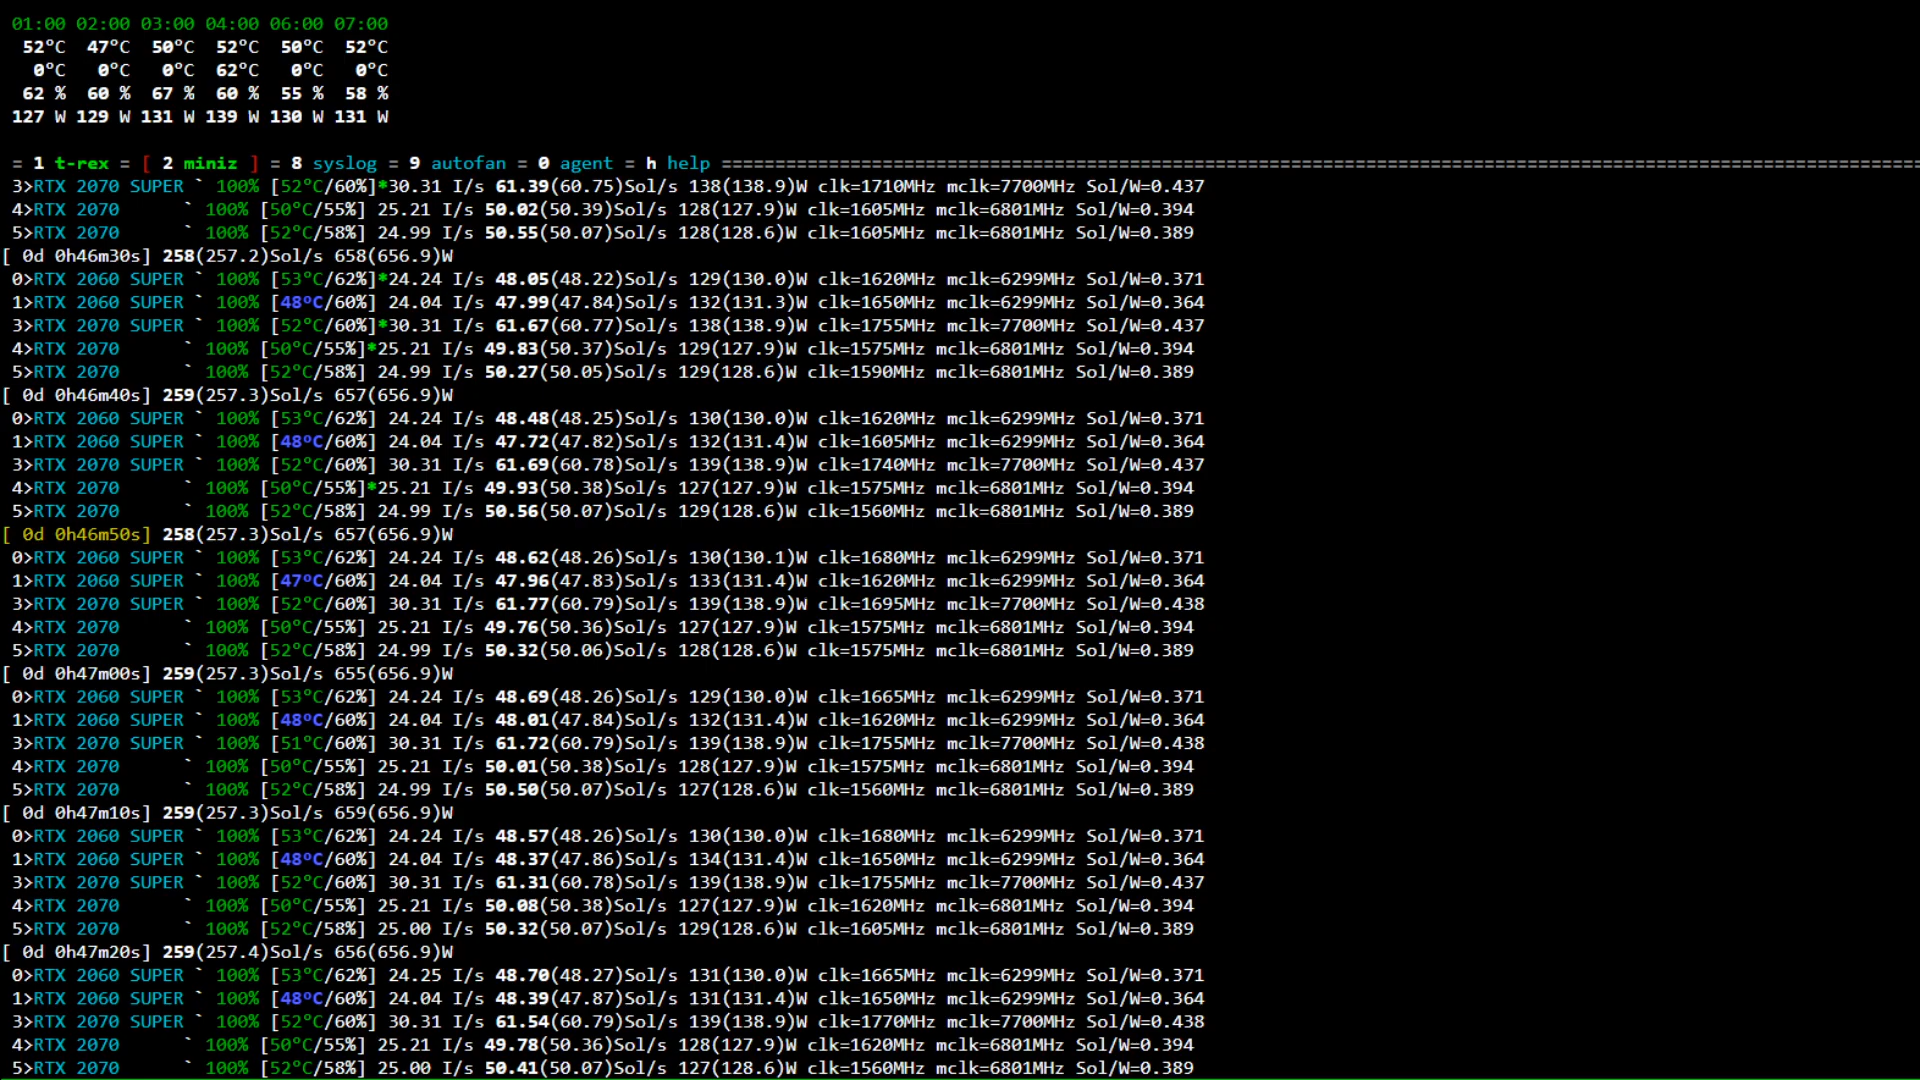 01:00 02:00 03:00 04:00 06:00 07:00
52°C 47°C 50°C 52°C 50°C 52°C
0°C 0°C 0°C 62°C 0°C 0°C
62 % 60 % 67 % 60 % 55 % 58 %
127 W 129 W 131 W 139 W 130 W 131 W
= 1 t-rex = [ 2 miniz ] = 8 syslog = 9 autofan = 0 agent = h help ================================================================================================================
3>RTX 2070 SUPER ` 100% [52°C/60%]*30.31 I/s 61.39(60.75)Sol/s 138(138.9)W clk=1710MHz mclk=7700MHz Sol/W=0.437
4>RTX 2070 ` 100% [50°C/55%] 25.21 I/s 50.02(50.39)Sol/s 128(127.9)W clk=1605MHz mclk=6801MHz Sol/W=0.394
5>RTX 2070 ` 100% [52°C/58%] 24.99 I/s 50.55(50.07)Sol/s 128(128.6)W clk=1605MHz mclk=6801MHz Sol/W=0.389
[ 0d 0h46m30s] 258(257.2)Sol/s 658(656.9)W
0>RTX 2060 SUPER ` 100% [53°C/62%]*24.24 I/s 48.05(48.22)Sol/s 129(130.0)W clk=1620MHz mclk=6299MHz Sol/W=0.371
1>RTX 2060 SUPER ` 100% [48°C/60%] 24.04 I/s 47.99(47.84)Sol/s 132(131.3)W clk=1650MHz mclk=6299MHz Sol/W=0.364
3>RTX 2070 SUPER ` 100% [52°C/60%]*30.31 I/s 61.67(60.77)Sol/s 138(138.9)W clk=1755MHz mclk=7700MHz Sol/W=0.437
4>RTX 2070 ` 100% [50°C/55%]*25.21 I/s 49.83(50.37)Sol/s 129(127.9)W clk=1575MHz mclk=6801MHz Sol/W=0.394
5>RTX 2070 ` 100% [52°C/58%] 24.99 I/s 50.27(50.05)Sol/s 129(128.6)W clk=1590MHz mclk=6801MHz Sol/W=0.389
[ 0d 0h46m40s] 259(257.3)Sol/s 657(656.9)W
0>RTX 2060 SUPER ` 100% [53°C/62%] 24.24 I/s 48.48(48.25)Sol/s 130(130.0)W clk=1620MHz mclk=6299MHz Sol/W=0.371
1>RTX 2060 SUPER ` 100% [48°C/60%] 24.04 I/s 47.72(47.82)Sol/s 132(131.4)W clk=1605MHz mclk=6299MHz Sol/W=0.364
3>RTX 2070 SUPER ` 100% [52°C/60%] 30.31 I/s 61.69(60.78)Sol/s 139(138.9)W clk=1740MHz mclk=7700MHz Sol/W=0.437
4>RTX 2070 ` 100% [50°C/55%]*25.21 I/s 49.93(50.38)Sol/s 127(127.9)W clk=1575MHz mclk=6801MHz Sol/W=0.394
5>RTX 2070 ` 100% [52°C/58%] 24.99 I/s 50.56(50.07)Sol/s 129(128.6)W clk=1560MHz mclk=6801MHz Sol/W=0.389
[ 0d 0h46m50s] 258(257.3)Sol/s 657(656.9)W
0>RTX 2060 SUPER ` 100% [53°C/62%] 24.24 I/s 48.62(48.26)Sol/s 130(130.1)W clk=1680MHz mclk=6299MHz Sol/W=0.371
1>RTX 2060 SUPER ` 100% [47°C/60%] 24.04 I/s 47.96(47.83)Sol/s 133(131.4)W clk=1620MHz mclk=6299MHz Sol/W=0.364
3>RTX 2070 SUPER ` 100% [52°C/60%] 30.31 I/s 61.77(60.79)Sol/s 139(138.9)W clk=1695MHz mclk=7700MHz Sol/W=0.438
4>RTX 2070 ` 100% [50°C/55%] 25.21 I/s 49.76(50.36)Sol/s 127(127.9)W clk=1575MHz mclk=6801MHz Sol/W=0.394
5>RTX 2070 ` 100% [52°C/58%] 24.99 I/s 50.32(50.06)Sol/s 128(128.6)W clk=1575MHz mclk=6801MHz Sol/W=0.389
[ 0d 0h47m00s] 259(257.3)Sol/s 655(656.9)W
0>RTX 2060 SUPER ` 100% [53°C/62%] 24.24 I/s 48.69(48.26)Sol/s 129(130.0)W clk=1665MHz mclk=6299MHz Sol/W=0.371
1>RTX 2060 SUPER ` 100% [48°C/60%] 24.04 I/s 48.01(47.84)Sol/s 132(131.4)W clk=1620MHz mclk=6299MHz Sol/W=0.364
3>RTX 2070 SUPER ` 100% [51°C/60%] 30.31 I/s 61.72(60.79)Sol/s 139(138.9)W clk=1755MHz mclk=7700MHz Sol/W=0.438
4>RTX 2070 ` 100% [50°C/55%] 25.21 I/s 50.01(50.38)Sol/s 128(127.9)W clk=1575MHz mclk=6801MHz Sol/W=0.394
5>RTX 2070 ` 100% [52°C/58%] 24.99 I/s 50.50(50.07)Sol/s 127(128.6)W clk=1560MHz mclk=6801MHz Sol/W=0.389
[ 0d 0h47m10s] 259(257.3)Sol/s 659(656.9)W
0>RTX 2060 SUPER ` 100% [53°C/62%] 24.24 I/s 48.57(48.26)Sol/s 130(130.0)W clk=1680MHz mclk=6299MHz Sol/W=0.371
1>RTX 2060 SUPER ` 100% [48°C/60%] 24.04 I/s 48.37(47.86)Sol/s 134(131.4)W clk=1650MHz mclk=6299MHz Sol/W=0.364
3>RTX 2070 SUPER ` 100% [52°C/60%] 30.31 I/s 61.31(60.78)Sol/s 139(138.9)W clk=1755MHz mclk=7700MHz Sol/W=0.437
4>RTX 2070 ` 100% [50°C/55%] 25.21 I/s 50.08(50.38)Sol/s 127(127.9)W clk=1620MHz mclk=6801MHz Sol/W=0.394
5>RTX 2070 ` 100% [52°C/58%] 25.00 I/s 50.32(50.07)Sol/s 129(128.6)W clk=1605MHz mclk=6801MHz Sol/W=0.389
[ 0d 0h47m20s] 259(257.4)Sol/s 656(656.9)W
0>RTX 2060 SUPER ` 100% [53°C/62%] 24.25 I/s 48.70(48.27)Sol/s 131(130.0)W clk=1665MHz mclk=6299MHz Sol/W=0.371
1>RTX 2060 SUPER ` 100% [48°C/60%] 24.04 I/s 48.39(47.87)Sol/s 131(131.4)W clk=1650MHz mclk=6299MHz Sol/W=0.364
3>RTX 2070 SUPER ` 100% [52°C/60%] 30.31 I/s 61.54(60.79)Sol/s 139(138.9)W clk=1770MHz mclk=7700MHz Sol/W=0.438
4>RTX 2070 ` 100% [50°C/55%] 25.21 I/s 49.78(50.36)Sol/s 128(127.9)W clk=1620MHz mclk=6801MHz Sol/W=0.394
5>RTX 2070 ` 100% [52°C/58%] 25.00 I/s 50.41(50.07)Sol/s 127(128.6)W clk=1560MHz mclk=6801MHz Sol/W=0.389